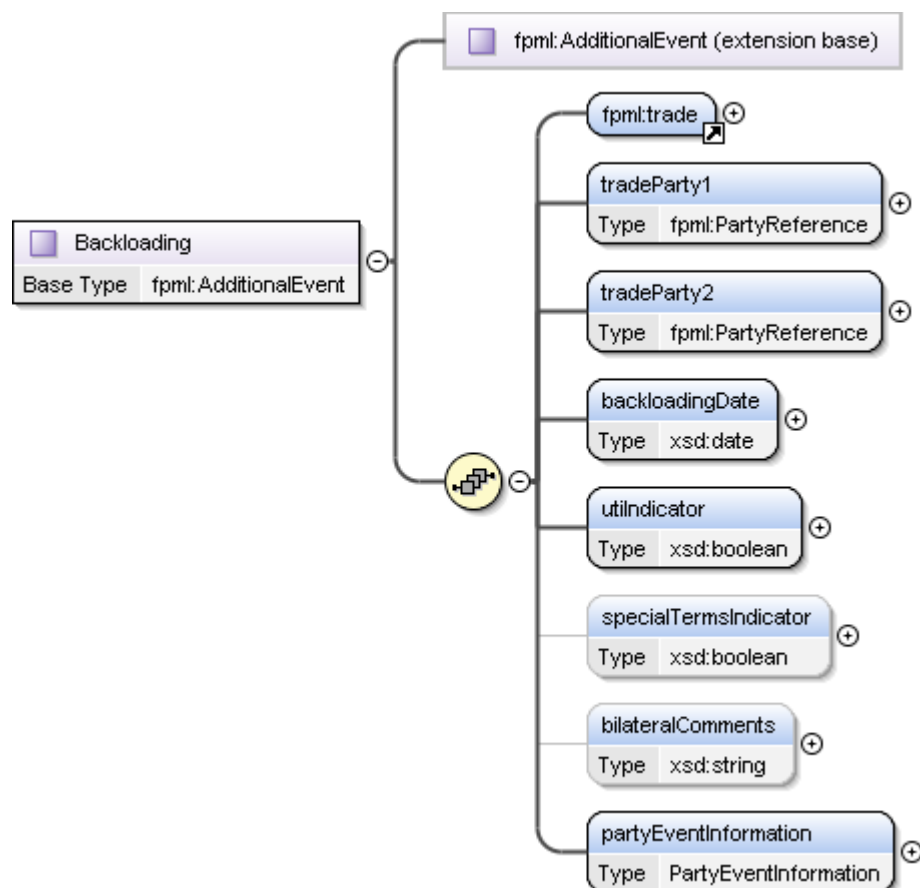 fpml:AdditionalEvent (extension base)
fpml:trade
tradeParty1
Type fpml:PartyReference
Backloading
Base Type fpml:AdditionalEvent
tradeParty2
Type fpml:PartyReference
backloadingDate
Type xsd:date
utiIndicator
Type xsd:boolean
specialTermsIndicator
Type xsd:boolean
bilateralComments
Type xsd:string
partyEventInformation
Type PartyEventInformation